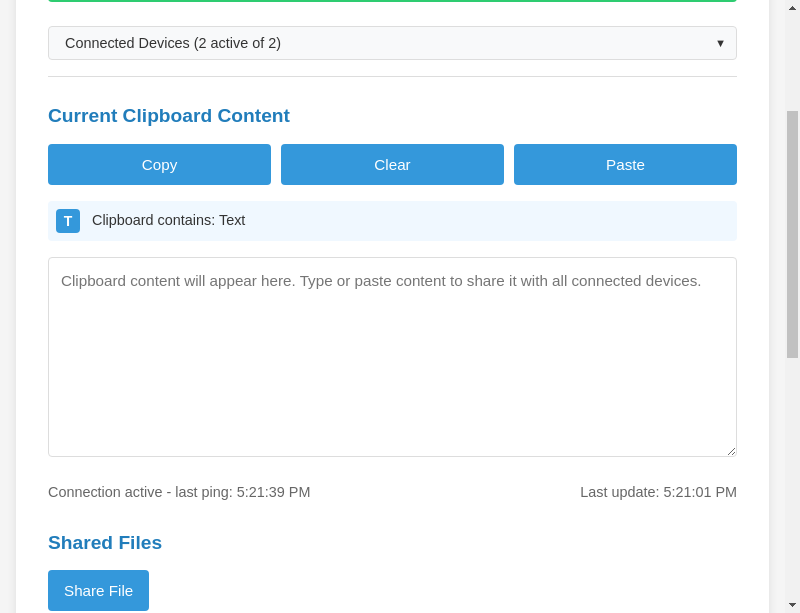 Connected Devices (2 active of 2) ▼
Current Clipboard Content
Copy Clear Paste
T Clipboard contains: Text
Clipboard content will appear here. Type or paste content to share it with all connected devices.
Connection active - last ping: 5:21:39 PM Last update: 5:21:01 PM
Shared Files
Share File